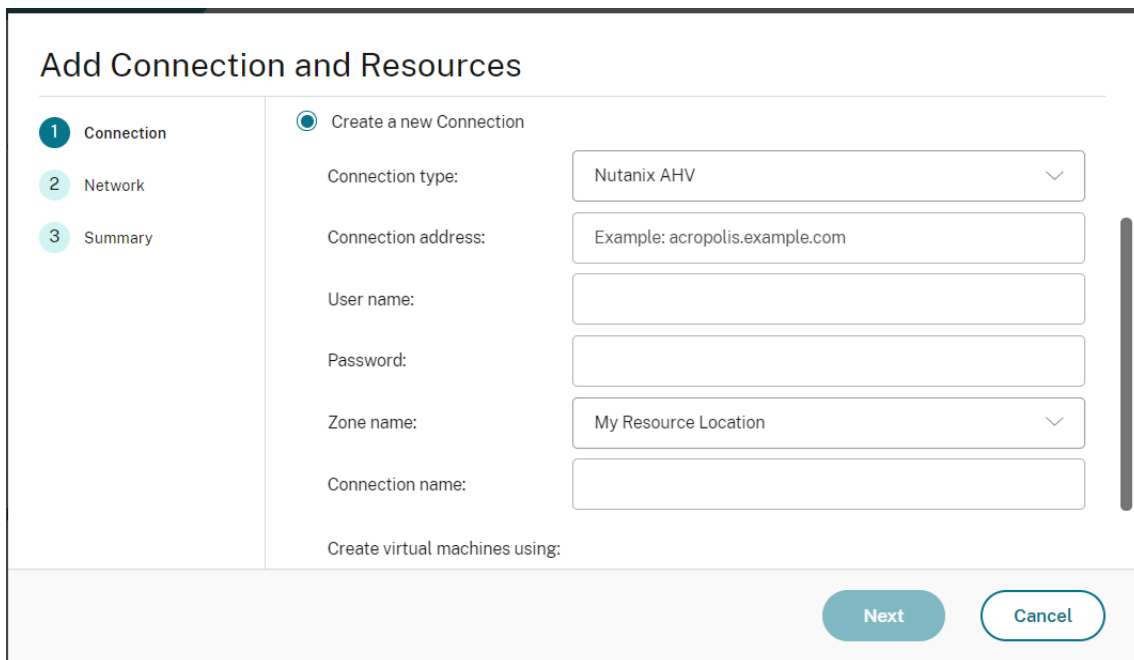 Add Connection and Resources
1 Connection
2 Network
3 Summary
Create a new Connection
Connection type: Nutanix AHV
Connection address: Example: acropolis.example.com
User name:
Password:
Zone name: My Resource Location
Connection name:
Create virtual machines using:
Next Cancel